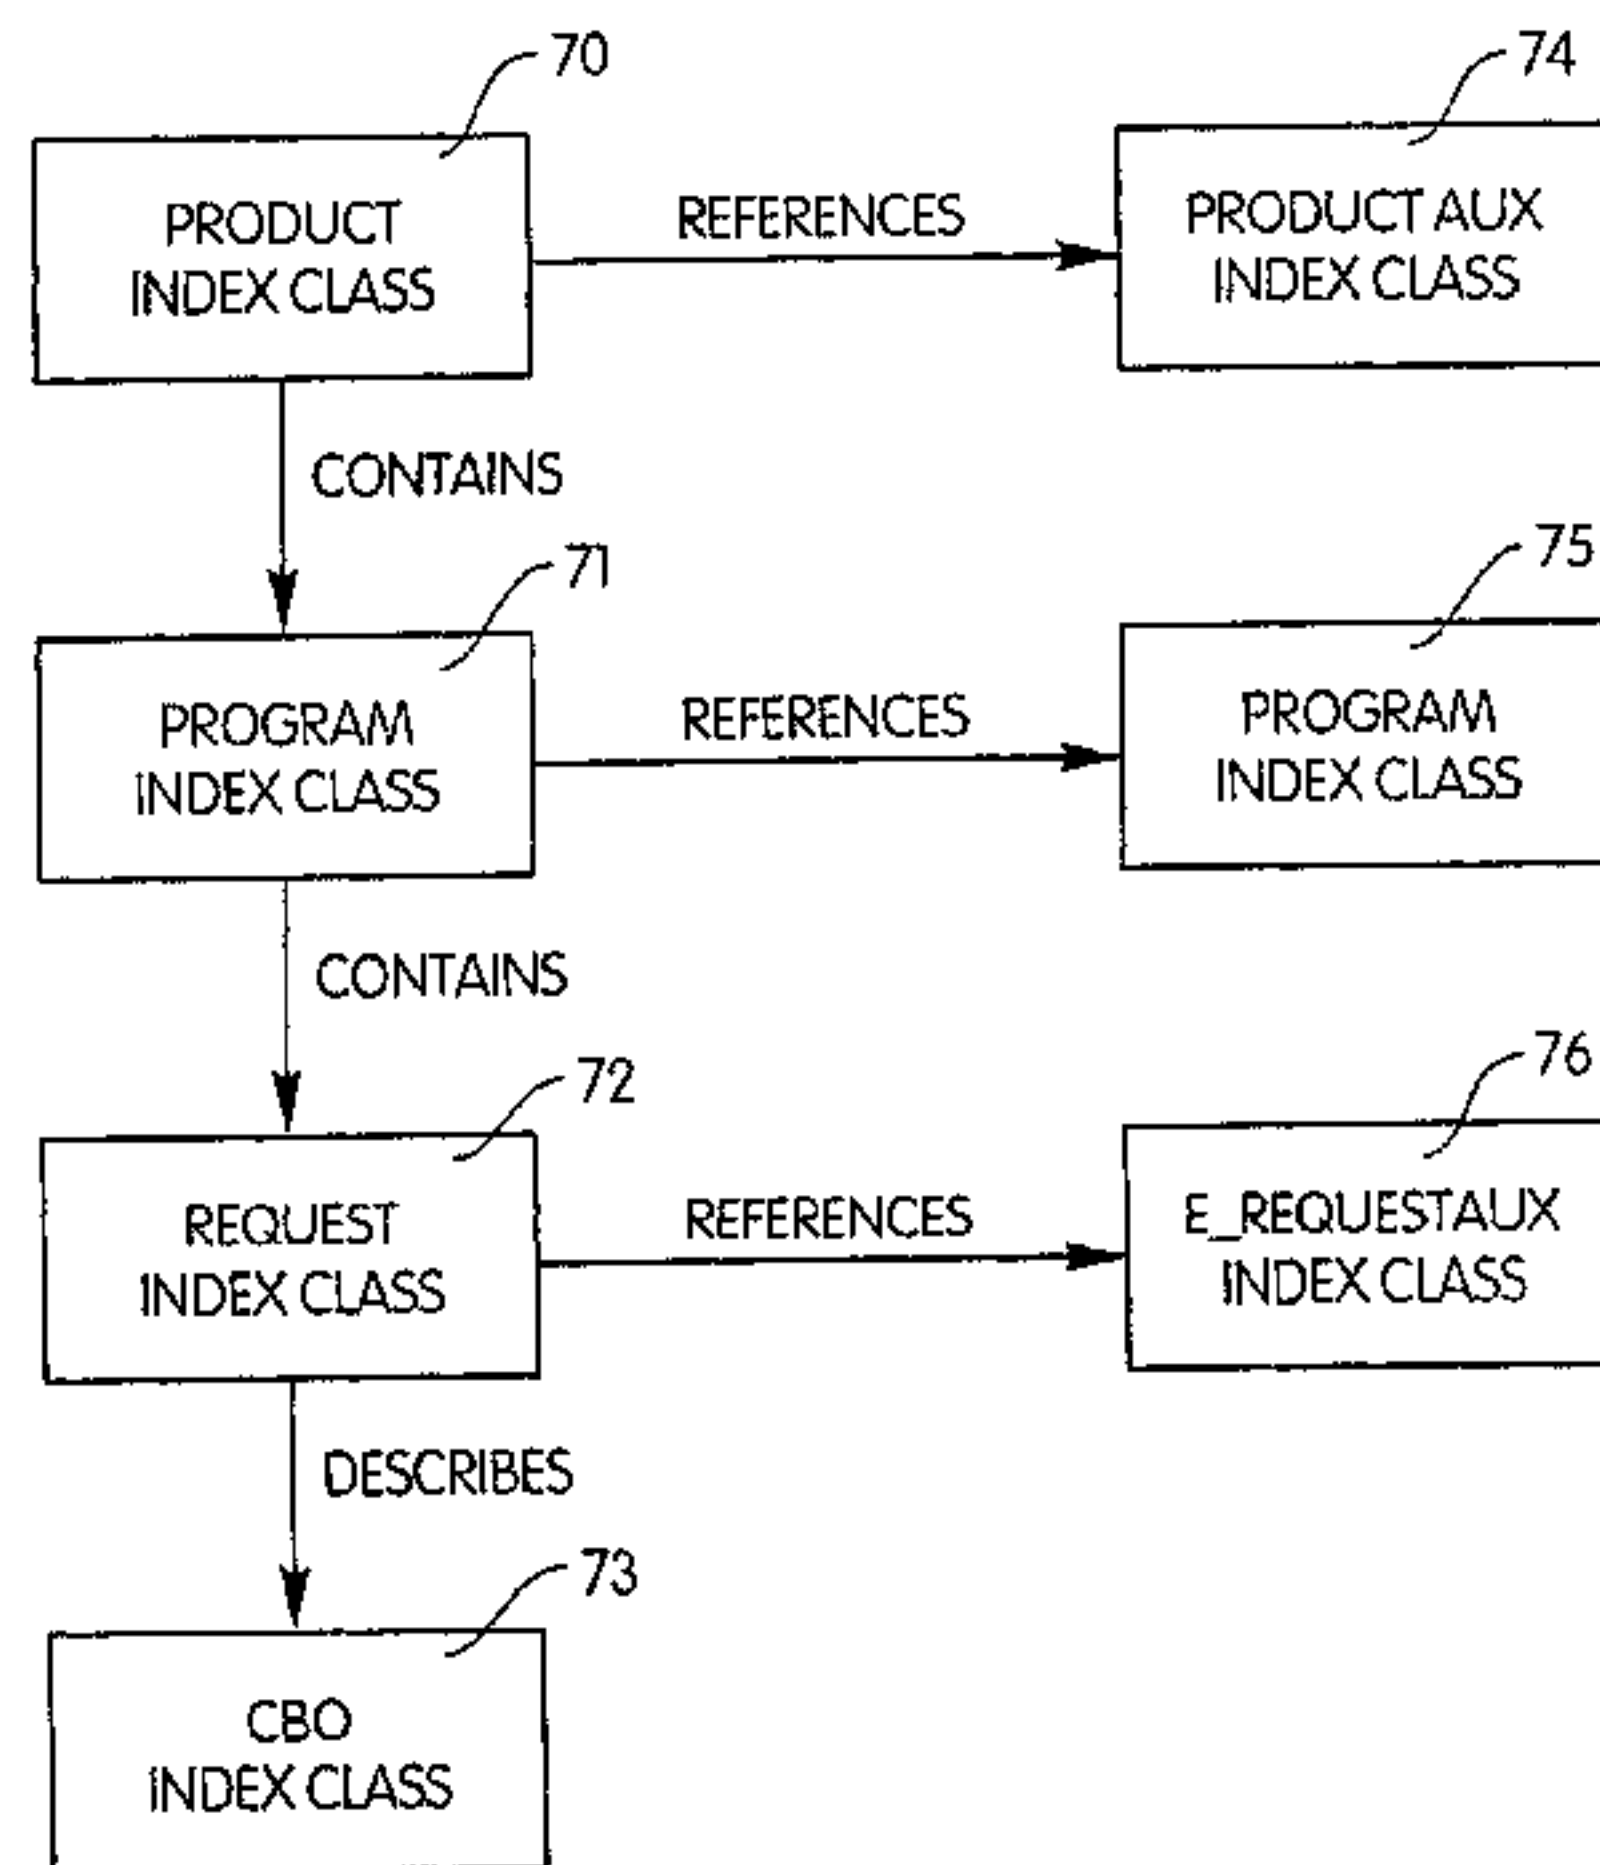 70
74
PRODUCT
INDEX CLASS
REFERENCES
PRODUCT AUX
INDEX CLASS
CONTAINS
71
75
PROGRAM
INDEX CLASS
REFERENCES
PROGRAM
INDEX CLASS
CONTAINS
72
76
REQUEST
INDEX CLASS
REFERENCES
E_REQUESTAUX
INDEX CLASS
DESCRIBES
73
CBO
INDEX CLASS